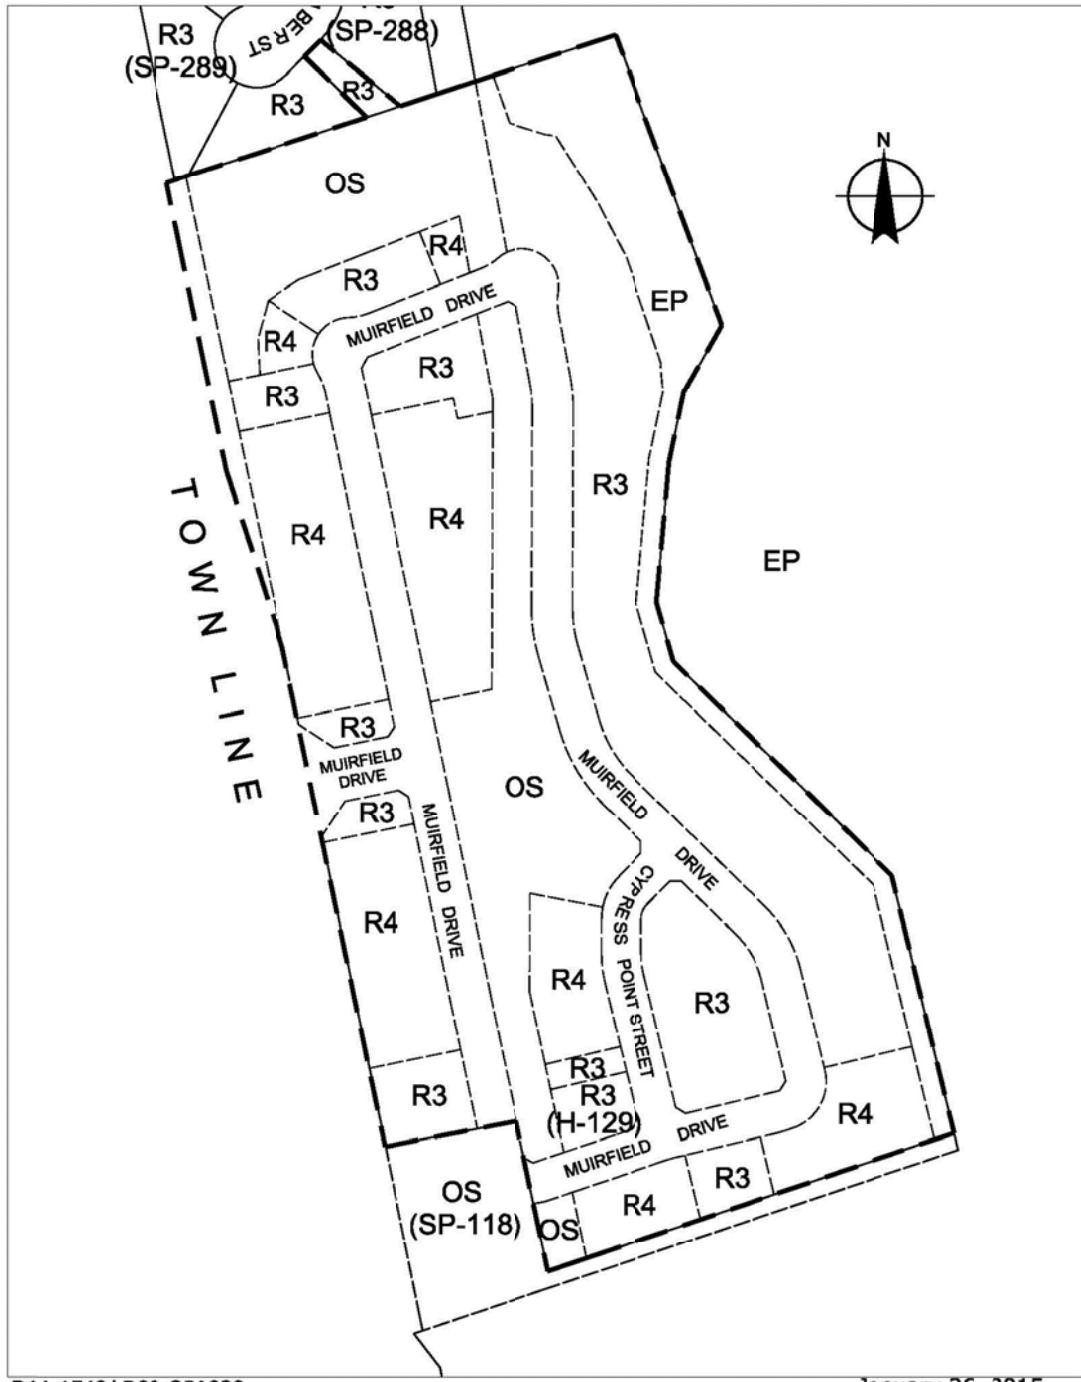 R3
(SP-289)
(SP-288)
R3
R3
N
OS
R4
R3
EP
MUIRFIELD DRIVE
R4
R3
R3
R3
R4
R4
EP
TOWN LINE
R3
MUIRFIELD
DRIVE
OS
MUIRFIELD DRIVE
R3
MUIRFIELD DRIVE
CYPRESS POINT STREET
R4
R4
R3
R3
R3
(H-129)
R3
R4
MUIRFIELD DRIVE
R3
OS
(SP-118)
R4
OS